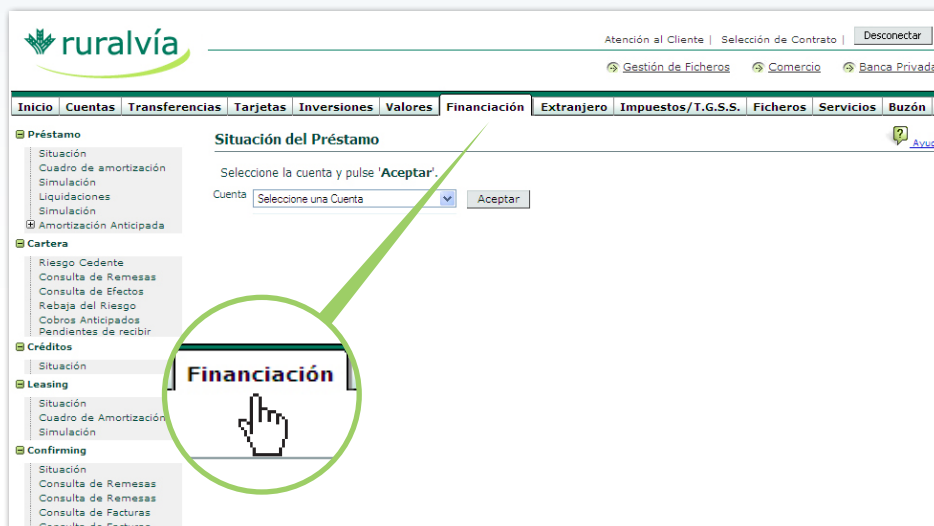 ruralvía
Atención al Cliente | Selección de Contrato | Desconectar
Gestión de Ficheros Comercio Banca Privada
Inicio Cuentas Transferencias Tarjetas Inversiones Valores Financiación Extranjero Impuestos/T.G.S.S. Ficheros Servicios Buzón
Préstamo
Situación
Cuadro de amortización
Simulación
Liquidaciones
Simulación
Amortización Anticipada
Cartera
Riesgo Cedente
Consulta de Remesas
Consulta de Efectos
Rebaja del Riesgo
Cobros Anticipados
Pendientes de recibir
Créditos
Situación
Leasing
Situación
Cuadro de Amortización
Simulación
Confirming
Situación
Consulta de Remesas
Consulta de Remesas
Consulta de Facturas
Consulta de Facturas
Situación del Préstamo
?
Seleccione la cuenta y pulse 'Aceptar'.
Cuenta Seleccione una Cuenta Aceptar
Financiación